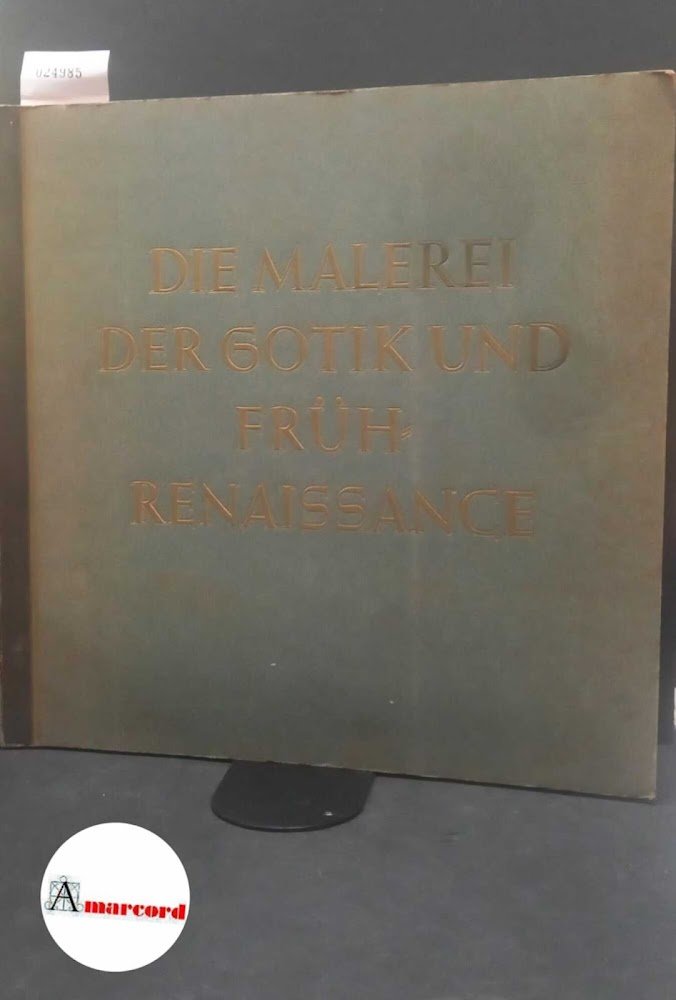 024985
DIE MALEREI
DER GOTIK UND
FRÜH=
RENAISSANCE
Amarcord